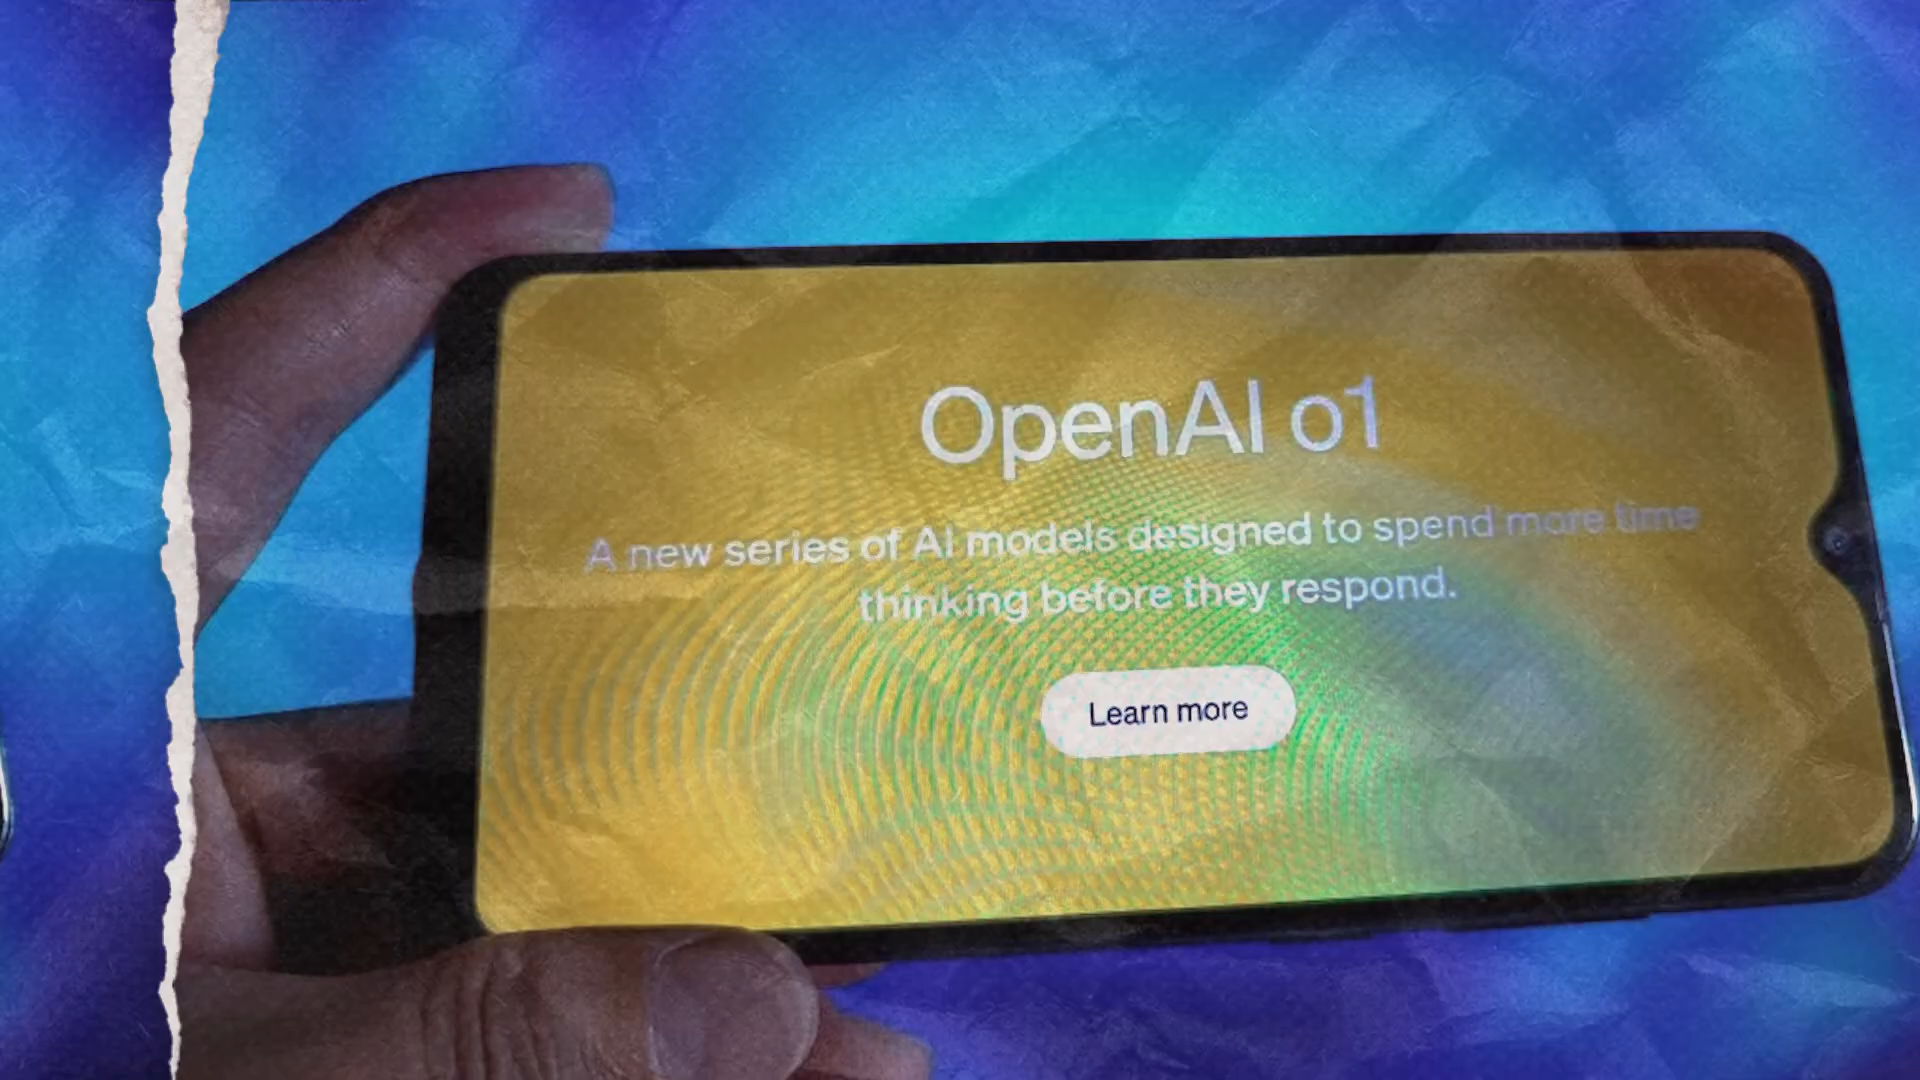 OpenAI o1
A new series of AI models designed to spend more time
thinking before they respond.
Learn more